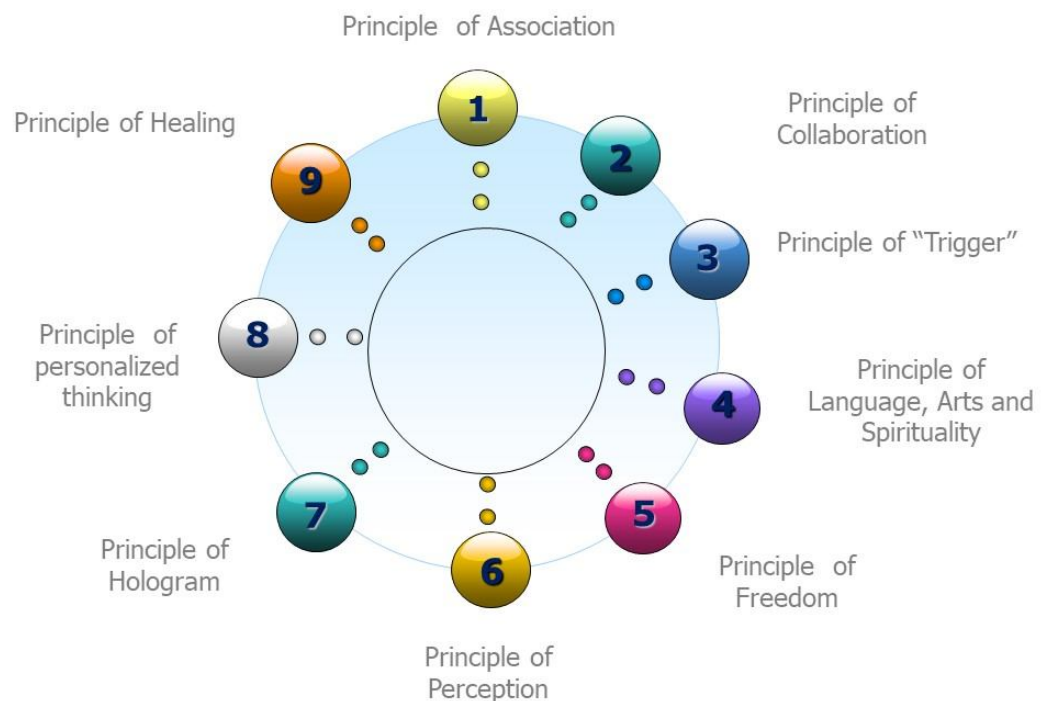 Principle of Association
1
Principle of
Collaboration
2
Principle of “Trigger”
3
Principle of
Language, Arts and
Spirituality
4
Principle of
Freedom
5
Principle of
Perception
6
Principle of
Hologram
7
Principle of
personalized
thinking
8
Principle of Healing
9